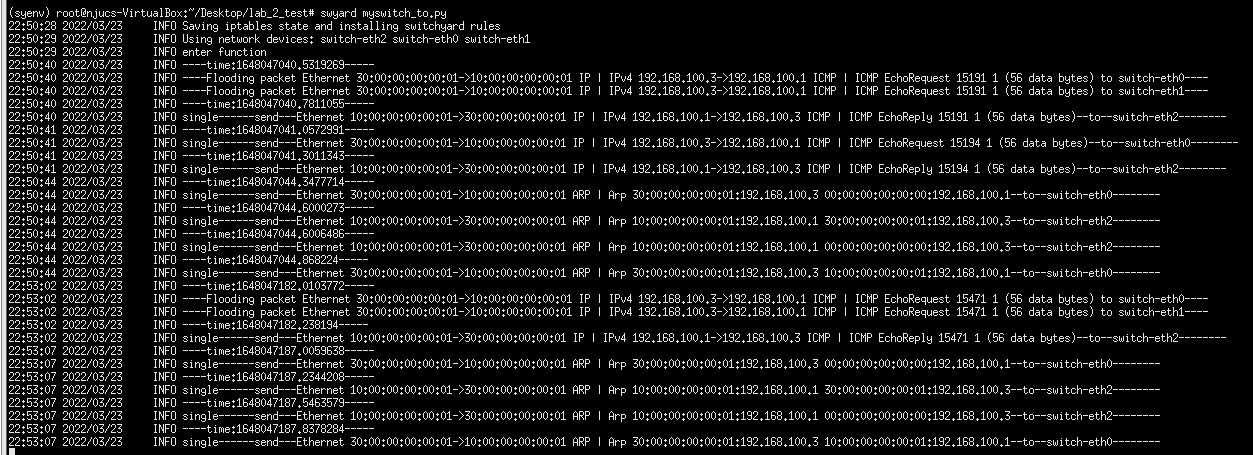 (syenv) root@njucs-VirtualBox:~/Desktop/lab_2_test# swyard myswitch_to.py
22:50:28 2022/03/23     INFO Saving iptables state and installing switchyard rules
22:50:29 2022/03/23     INFO Using network devices: switch-eth2 switch-eth0 switch-eth1
22:50:29 2022/03/23     INFO enter function
22:50:40 2022/03/23     INFO ----time:1648047040.5319269-----
22:50:40 2022/03/23     INFO ----Flooding packet Ethernet 30:00:00:00:00:01->10:00:00:00:00:01 IP | IPv4 192.168.100.3->192.168.100.1 ICMP | ICMP EchoRequest 15191 1 (56 data bytes) to switch-eth0----
22:50:40 2022/03/23     INFO ----Flooding packet Ethernet 30:00:00:00:00:01->10:00:00:00:00:01 IP | IPv4 192.168.100.3->192.168.100.1 ICMP | ICMP EchoRequest 15191 1 (56 data bytes) to switch-eth1----
22:50:40 2022/03/23     INFO ----time:1648047040.7811055-----
22:50:40 2022/03/23     INFO single------send---Ethernet 10:00:00:00:00:01->30:00:00:00:00:01 IP | IPv4 192.168.100.1->192.168.100.3 ICMP | ICMP EchoReply 15191 1 (56 data bytes)--to--switch-eth2--------
22:50:41 2022/03/23     INFO ----time:1648047041.0572991-----
22:50:41 2022/03/23     INFO single------send---Ethernet 30:00:00:00:00:01->10:00:00:00:00:01 IP | IPv4 192.168.100.3->192.168.100.1 ICMP | ICMP EchoRequest 15194 1 (56 data bytes)--to--switch-eth0--------
22:50:41 2022/03/23     INFO ----time:1648047041.3011343-----
22:50:41 2022/03/23     INFO single------send---Ethernet 10:00:00:00:00:01->30:00:00:00:00:01 IP | IPv4 192.168.100.1->192.168.100.3 ICMP | ICMP EchoReply 15194 1 (56 data bytes)--to--switch-eth2--------
22:50:44 2022/03/23     INFO ----time:1648047044.3477714-----
22:50:44 2022/03/23     INFO single------send---Ethernet 30:00:00:00:00:01->10:00:00:00:00:01 ARP | Arp 30:00:00:00:00:01:192.168.100.3 00:00:00:00:00:00:192.168.100.1--to--switch-eth0--------
22:50:44 2022/03/23     INFO ----time:1648047044.6000273-----
22:50:44 2022/03/23     INFO single------send---Ethernet 10:00:00:00:00:01->30:00:00:00:00:01 ARP | Arp 10:00:00:00:00:01:192.168.100.1 30:00:00:00:00:01:192.168.100.3--to--switch-eth2--------
22:50:44 2022/03/23     INFO ----time:1648047044.6006486-----
22:50:44 2022/03/23     INFO single------send---Ethernet 10:00:00:00:00:01->30:00:00:00:00:01 ARP | Arp 10:00:00:00:00:01:192.168.100.1 00:00:00:00:00:00:192.168.100.3--to--switch-eth2--------
22:50:44 2022/03/23     INFO ----time:1648047044.868224-----
22:50:44 2022/03/23     INFO single------send---Ethernet 30:00:00:00:00:01->10:00:00:00:00:01 ARP | Arp 30:00:00:00:00:01:192.168.100.3 10:00:00:00:00:01:192.168.100.1--to--switch-eth0--------
22:53:02 2022/03/23     INFO ----time:1648047182.0103772-----
22:53:02 2022/03/23     INFO ----Flooding packet Ethernet 30:00:00:00:00:01->10:00:00:00:00:01 IP | IPv4 192.168.100.3->192.168.100.1 ICMP | ICMP EchoRequest 15471 1 (56 data bytes) to switch-eth0----
22:53:02 2022/03/23     INFO ----Flooding packet Ethernet 30:00:00:00:00:01->10:00:00:00:00:01 IP | IPv4 192.168.100.3->192.168.100.1 ICMP | ICMP EchoRequest 15471 1 (56 data bytes) to switch-eth1----
22:53:02 2022/03/23     INFO ----time:1648047182.238194-----
22:53:02 2022/03/23     INFO single------send---Ethernet 10:00:00:00:00:01->30:00:00:00:00:01 IP | IPv4 192.168.100.1->192.168.100.3 ICMP | ICMP EchoReply 15471 1 (56 data bytes)--to--switch-eth2--------
22:53:07 2022/03/23     INFO ----time:1648047187.0059638-----
22:53:07 2022/03/23     INFO single------send---Ethernet 30:00:00:00:00:01->10:00:00:00:00:01 ARP | Arp 30:00:00:00:00:01:192.168.100.3 00:00:00:00:00:00:192.168.100.1--to--switch-eth0--------
22:53:07 2022/03/23     INFO ----time:1648047187.2344208-----
22:53:07 2022/03/23     INFO single------send---Ethernet 10:00:00:00:00:01->30:00:00:00:00:01 ARP | Arp 10:00:00:00:00:01:192.168.100.1 30:00:00:00:00:01:192.168.100.3--to--switch-eth2--------
22:53:07 2022/03/23     INFO ----time:1648047187.5463579-----
22:53:07 2022/03/23     INFO single------send---Ethernet 10:00:00:00:00:01->30:00:00:00:00:01 ARP | Arp 10:00:00:00:00:01:192.168.100.1 00:00:00:00:00:00:192.168.100.3--to--switch-eth2--------
22:53:07 2022/03/23     INFO ----time:1648047187.8378284-----
22:53:07 2022/03/23     INFO single------send---Ethernet 30:00:00:00:00:01->10:00:00:00:00:01 ARP | Arp 30:00:00:00:00:01:192.168.100.3 10:00:00:00:00:01:192.168.100.1--to--switch-eth0--------